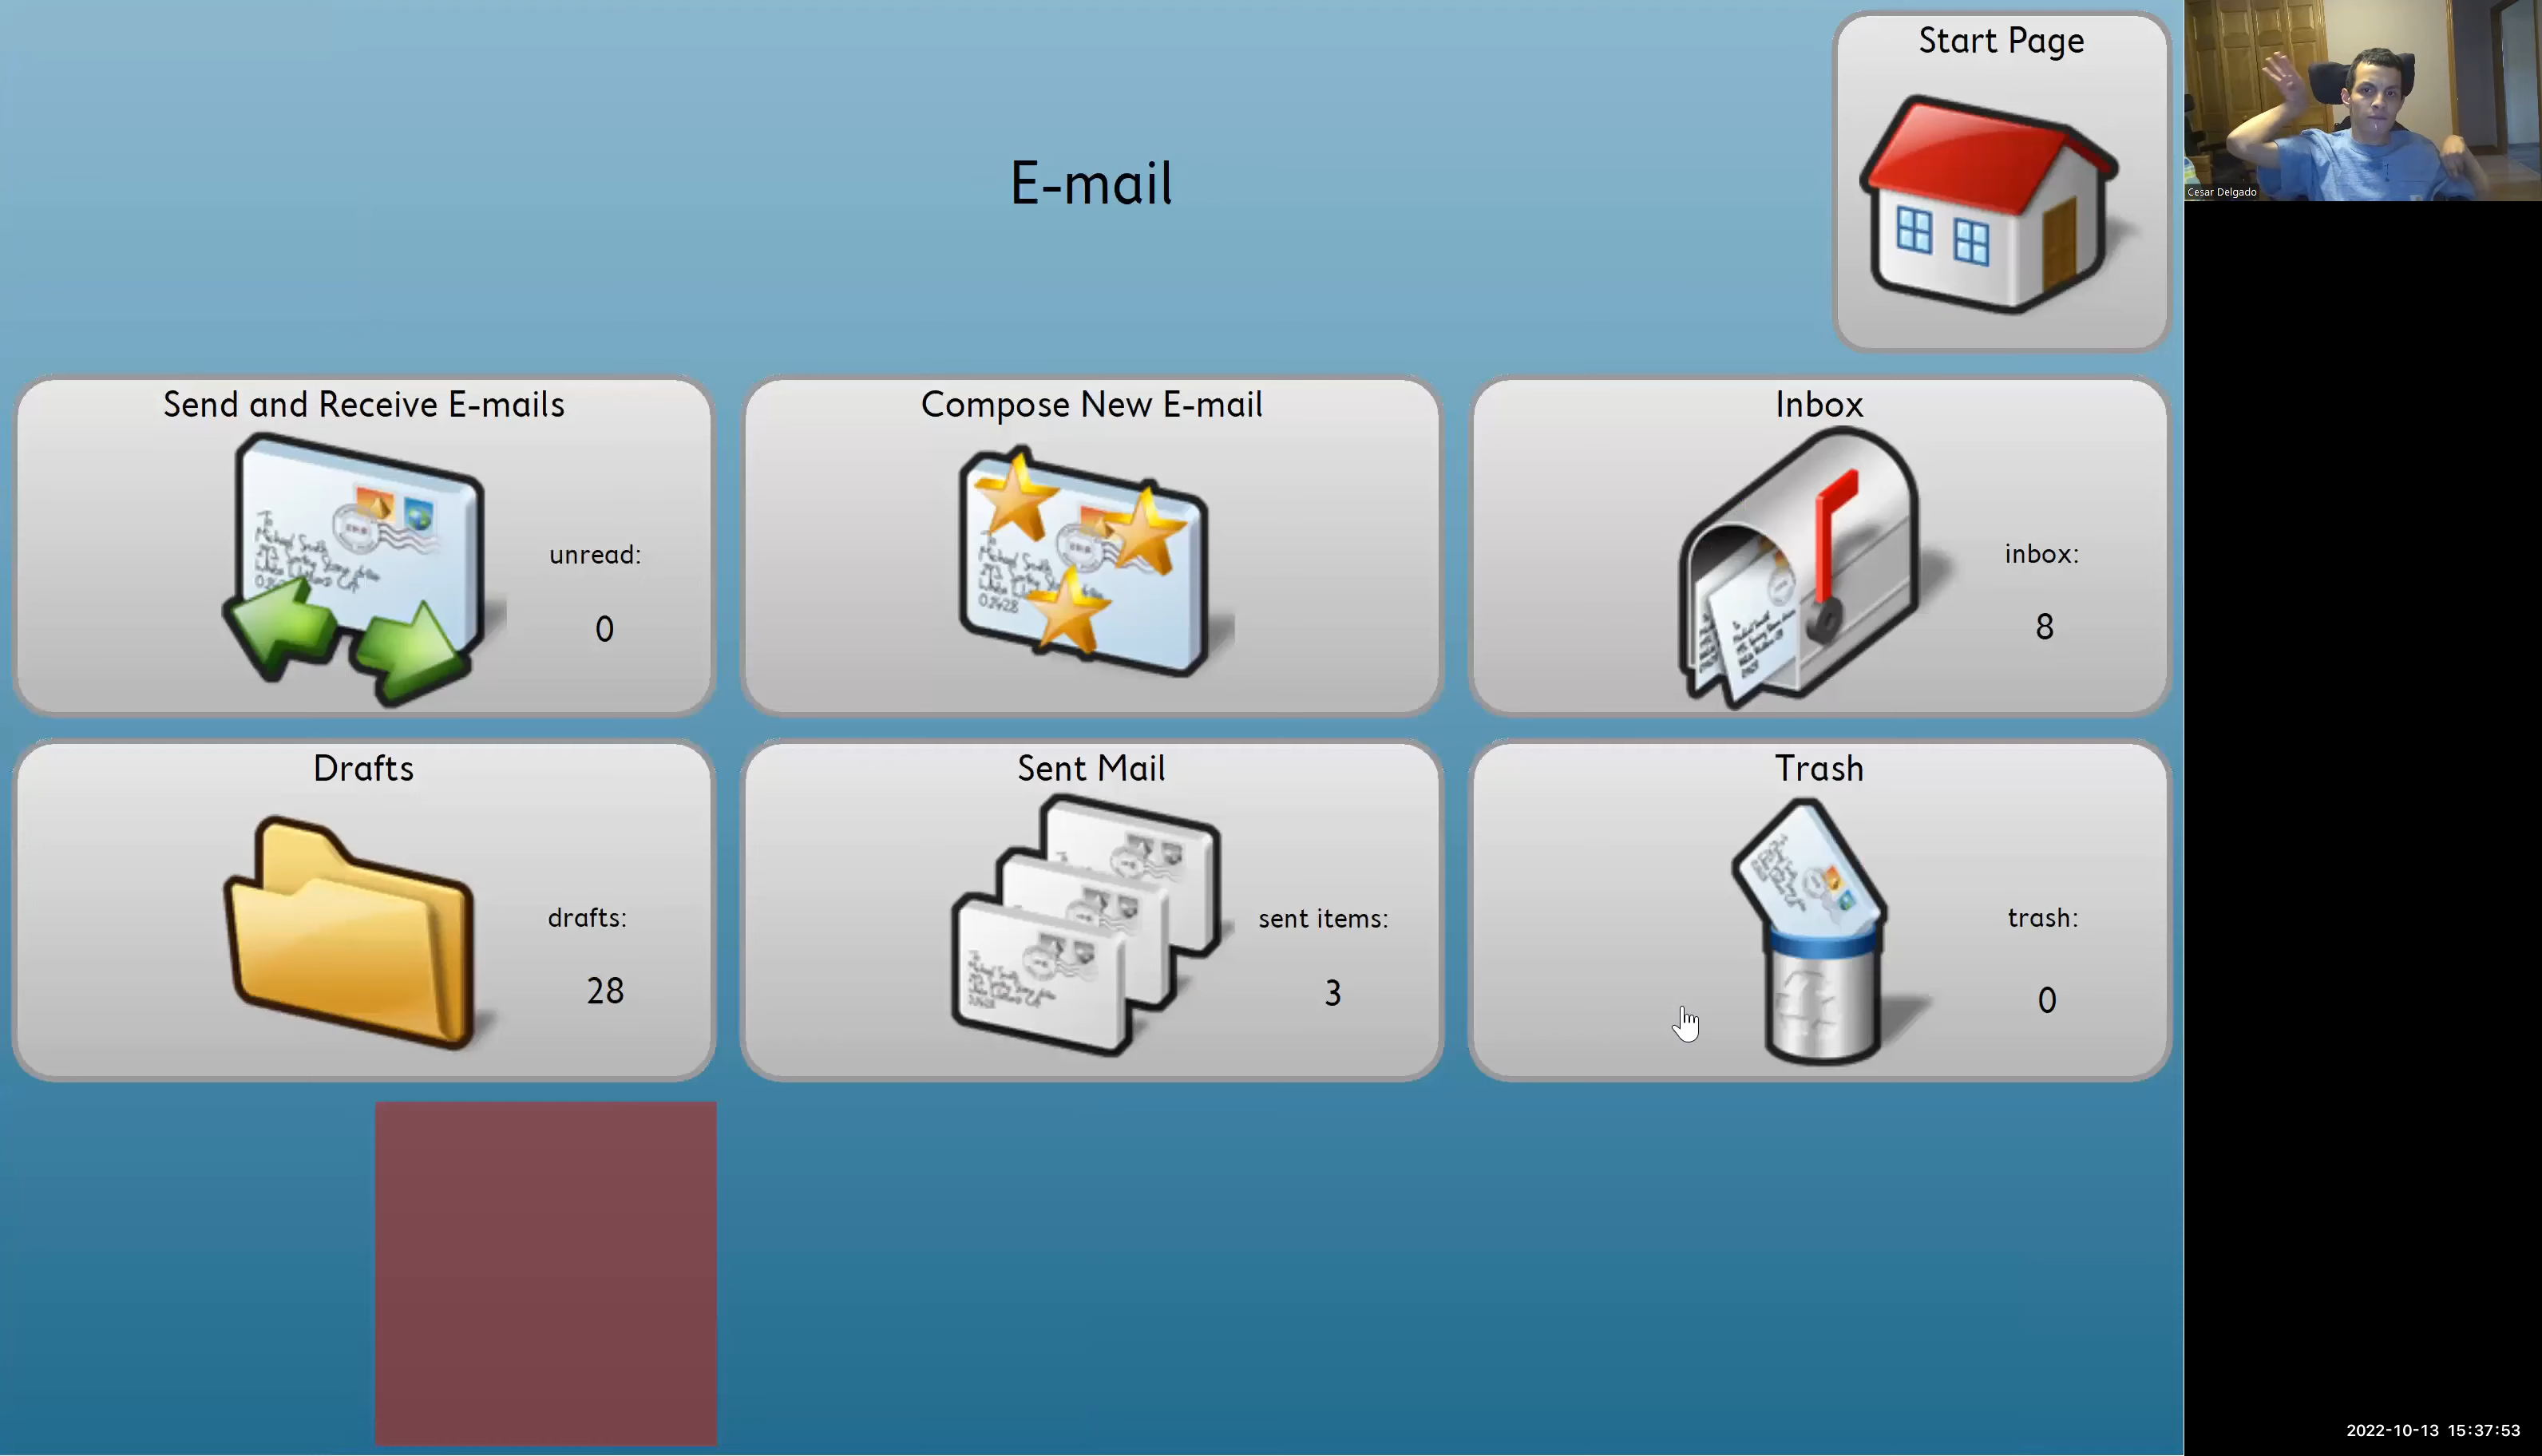 Start Page
Cesar Delgado
E-mail
Send and Receive E-mails
unread:
0
Compose New E-mail
Inbox
inbox:
8
Drafts
drafts:
28
Sent Mail
sent items:
3
Trash
trash:
0
2022-10-13 15:37:53